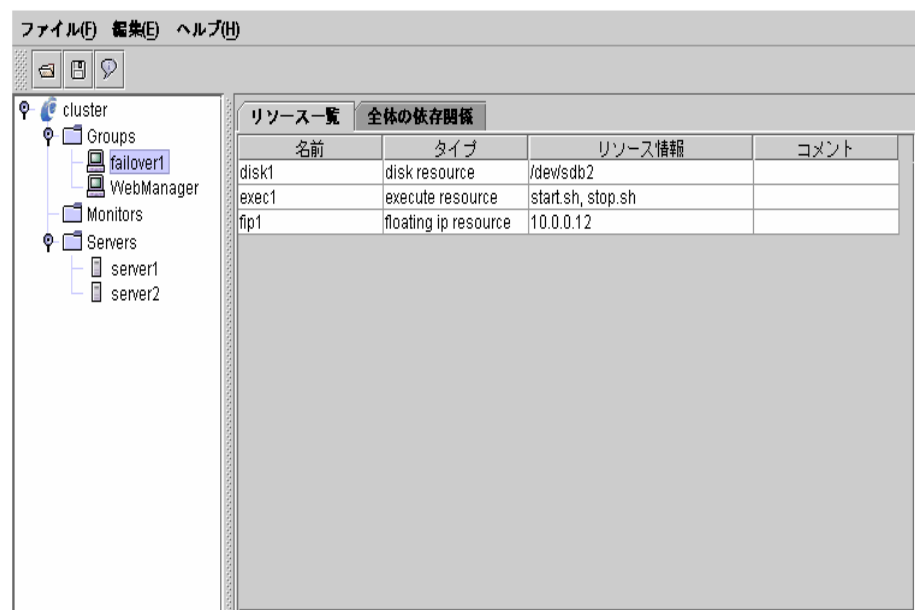 ファイル(F) 編集(E) ヘルプ(H)
cluster
Groups
failover1
WebManager
Monitors
Servers
server1
server2
リソース一覧 全体の依存関係
名前 タイプ リソース情報 コメント
disk1 disk resource /dev/sdb2
exec1 execute resource start.sh, stop.sh
fip1 floating ip resource 10.0.0.12